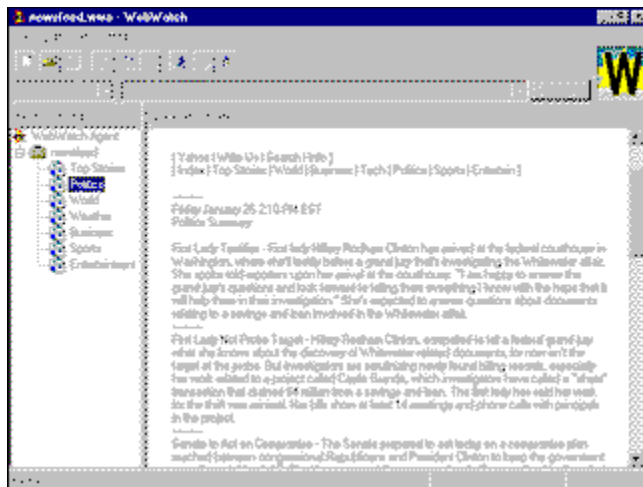 newsfeed.wwa - WebWatch
W
WebWatch Agent
newsfeed
Top Stories
Politics
World
Weather
Business
Sports
Entertainment
[ Yahoo | Write Us | Search | Info ]
[ Index | Top Stories | World | Business | Tech | Politics | Sports | Entertain ]
Friday January 26 2:10 PM EST
Politics Summary
First Lady Testifies - First lady Hillary Rodham Clinton has arrived at the federal courthouse in
Washington, where she'll testify before a grand jury that's investigating the Whitewater affair.
She spoke told reporters upon her arrival at the courthouse: "I am happy to answer the
grand jury's questions and look forward to telling them everything I know with the hope that it
will help them in their investigation." She's expected to answer questions about documents
relating to a savings and loan involved in the Whitewater affair.
First Lady Not Probe Target - Hillary Rodham Clinton, compelled to tell a federal grand jury
what she knows about the discovery of Whitewater-related documents, for now isn't the
target of the probe. But investigators are scrutinizing newly found billing records, especially
her work related to a project called Castle Grande, which investigators have called a "sham"
transaction that drained $4 million from a savings and loan. The first lady has said her work
for the thrift was minimal. Her bills show at least 14 meetings and phone calls with principals
in the project.
Senate to Act on Compromise - The Senate prepared to act today on a compromise plan
reached between congressional Republicans and President Clinton to keep the government